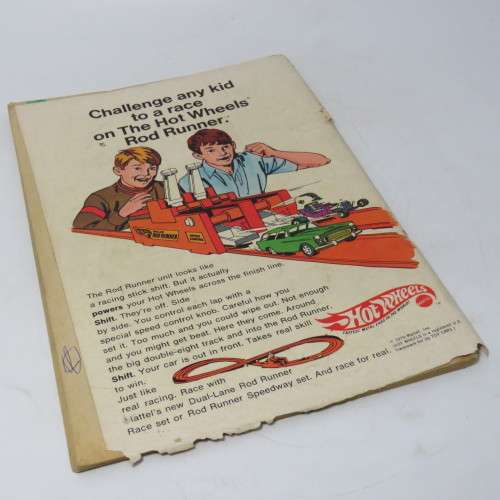 Challenge any kid
to a race
on The Hot Wheels
Rod Runner.
The Rod Runner unit looks like
a racing stick shift. But it actually
powers your Hot Wheels across the finish line.
Shift. They're off. Side
by side. You control each lap with a
special speed control knob. Careful how you
set it. Too much and you could wipe out. Not enough
and you might get beat. Here they come. Around
the big double-eight track and into the Rod Runner.
Shift. Your car is out in front. Takes real skill
to win.
Just like
real racing. Race with
Mattel's new Dual-Lane Rod Runner
Race set or Rod Runner Speedway set. And race for real.
Hot Wheels
ROD RUNNER